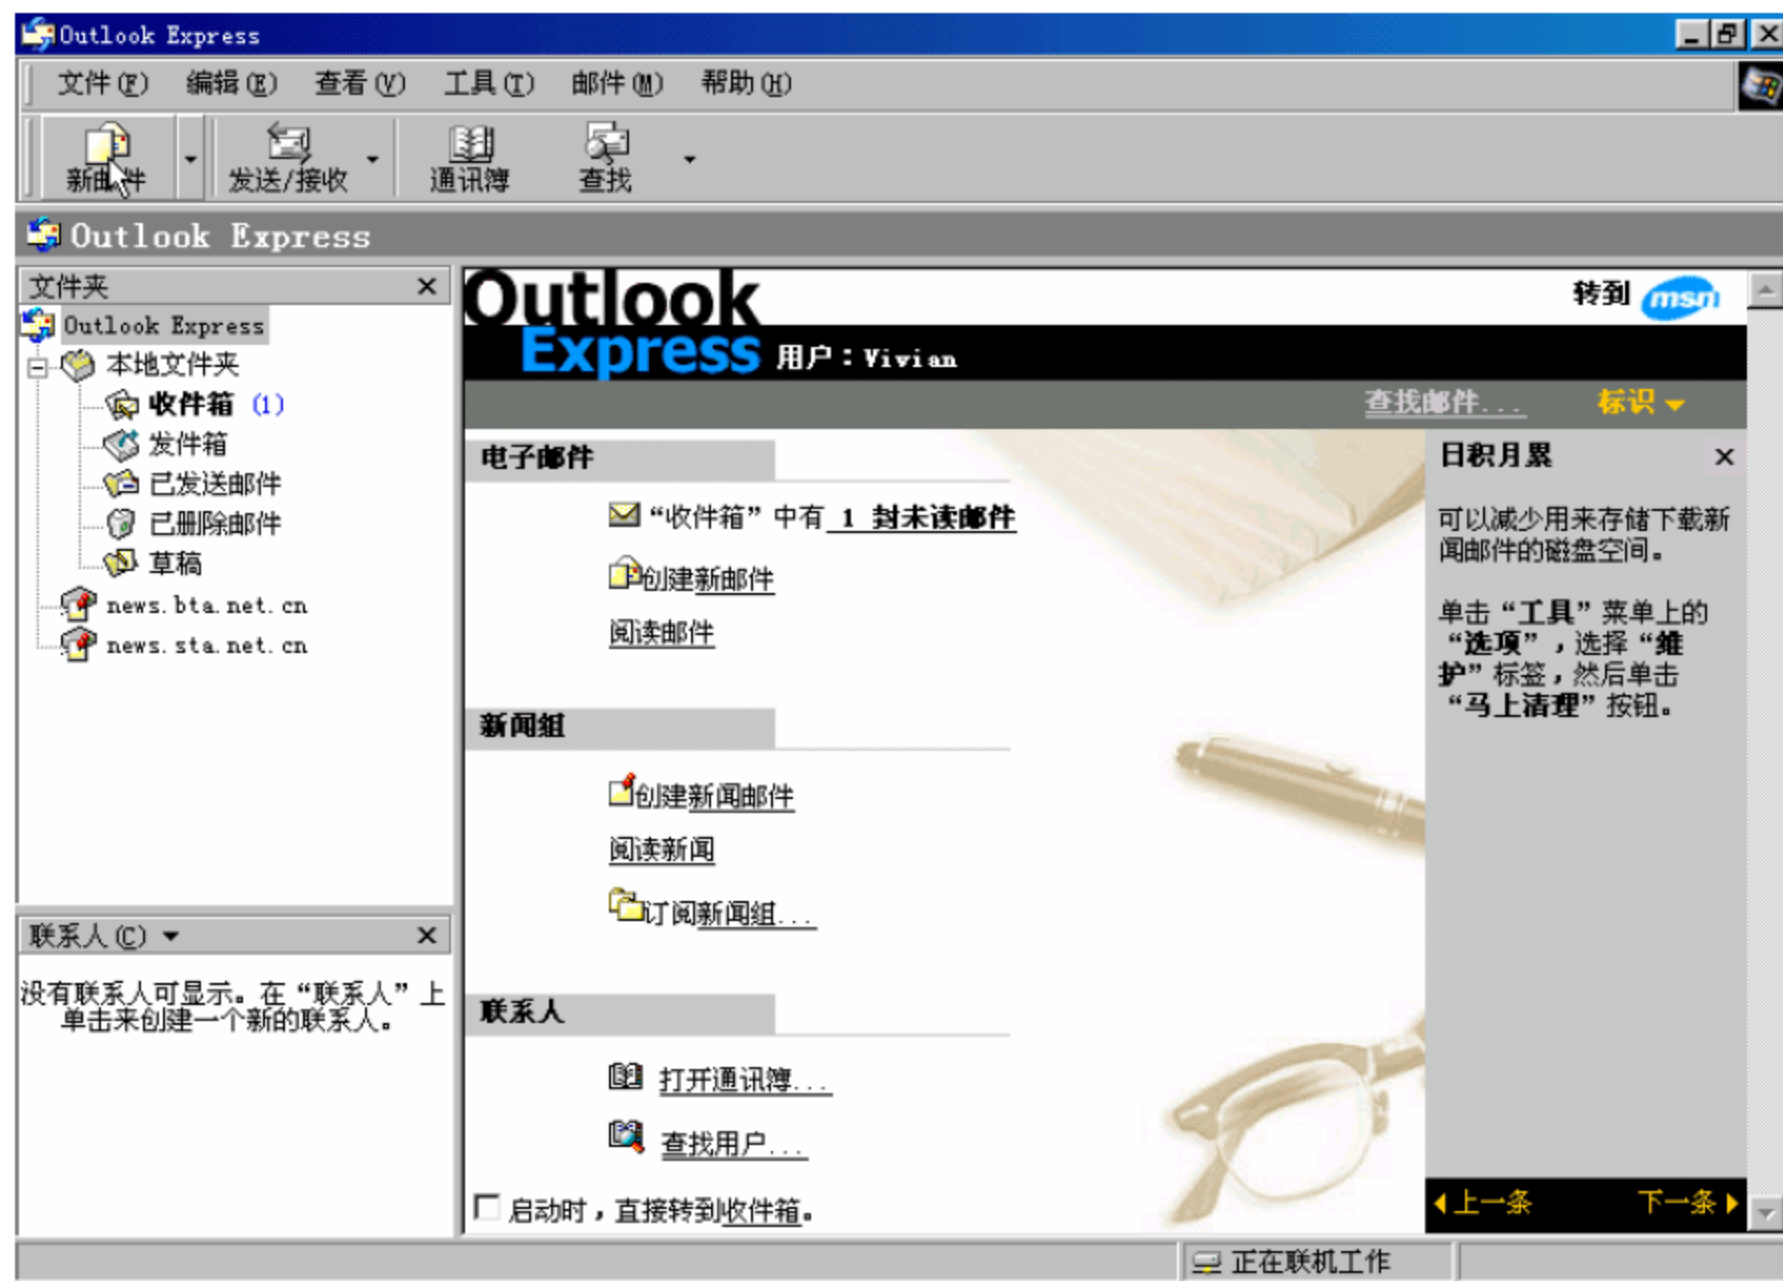 Outlook Express
文件(F) 编辑(E) 查看(V) 工具(T) 邮件(M) 帮助(H)
新邮件 发送/接收 通讯簿 查找
Outlook Express
文件夹
Outlook Express
本地文件夹
收件箱 (1)
发件箱
已发送邮件
已删除邮件
草稿
news.bta.net.cn
news.sta.net.cn
联系人(C)
没有联系人可显示。在“联系人”上
单击来创建一个新的联系人。
Outlook
Express 用户：Vivian
转到 msn
查找邮件... 标识
电子邮件
“收件箱”中有 1 封未读邮件
创建新邮件
阅读邮件
新闻组
创建新闻邮件
阅读新闻
订阅新闻组...
联系人
打开通讯簿...
查找用户...
启动时，直接转到收件箱。
日积月累
可以减少用来存储下载新
闻邮件的磁盘空间。
单击“工具”菜单上的
“选项”，选择“维
护”标签，然后单击
“马上清理”按钮。
上一条 下一条
正在联机工作